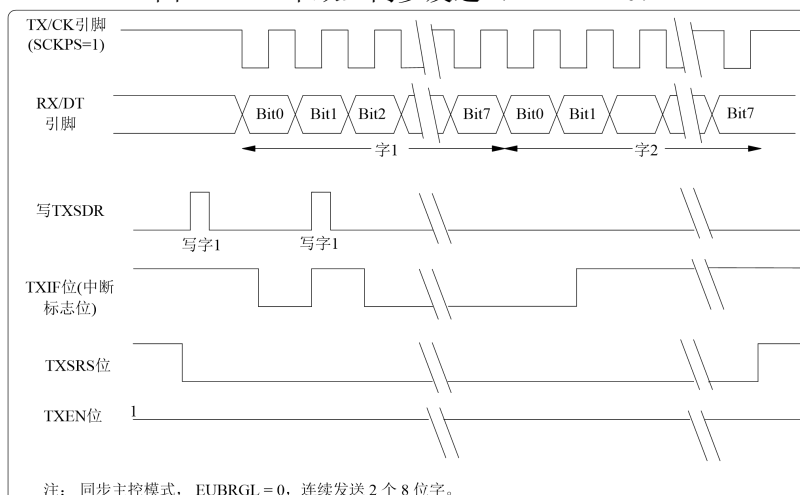 TX/CK引脚
(SCKPS=1)
RX/DT
引脚
Bit0 Bit1 Bit2 Bit7 Bit0 Bit1 Bit7
字1 字2
写TXSDR
写字1 写字1
TXIF位(中断
标志位)
TXSRS位
TXEN位 1
注： 同步主控模式， EUBRGL = 0，连续发送 2 个 8 位字。